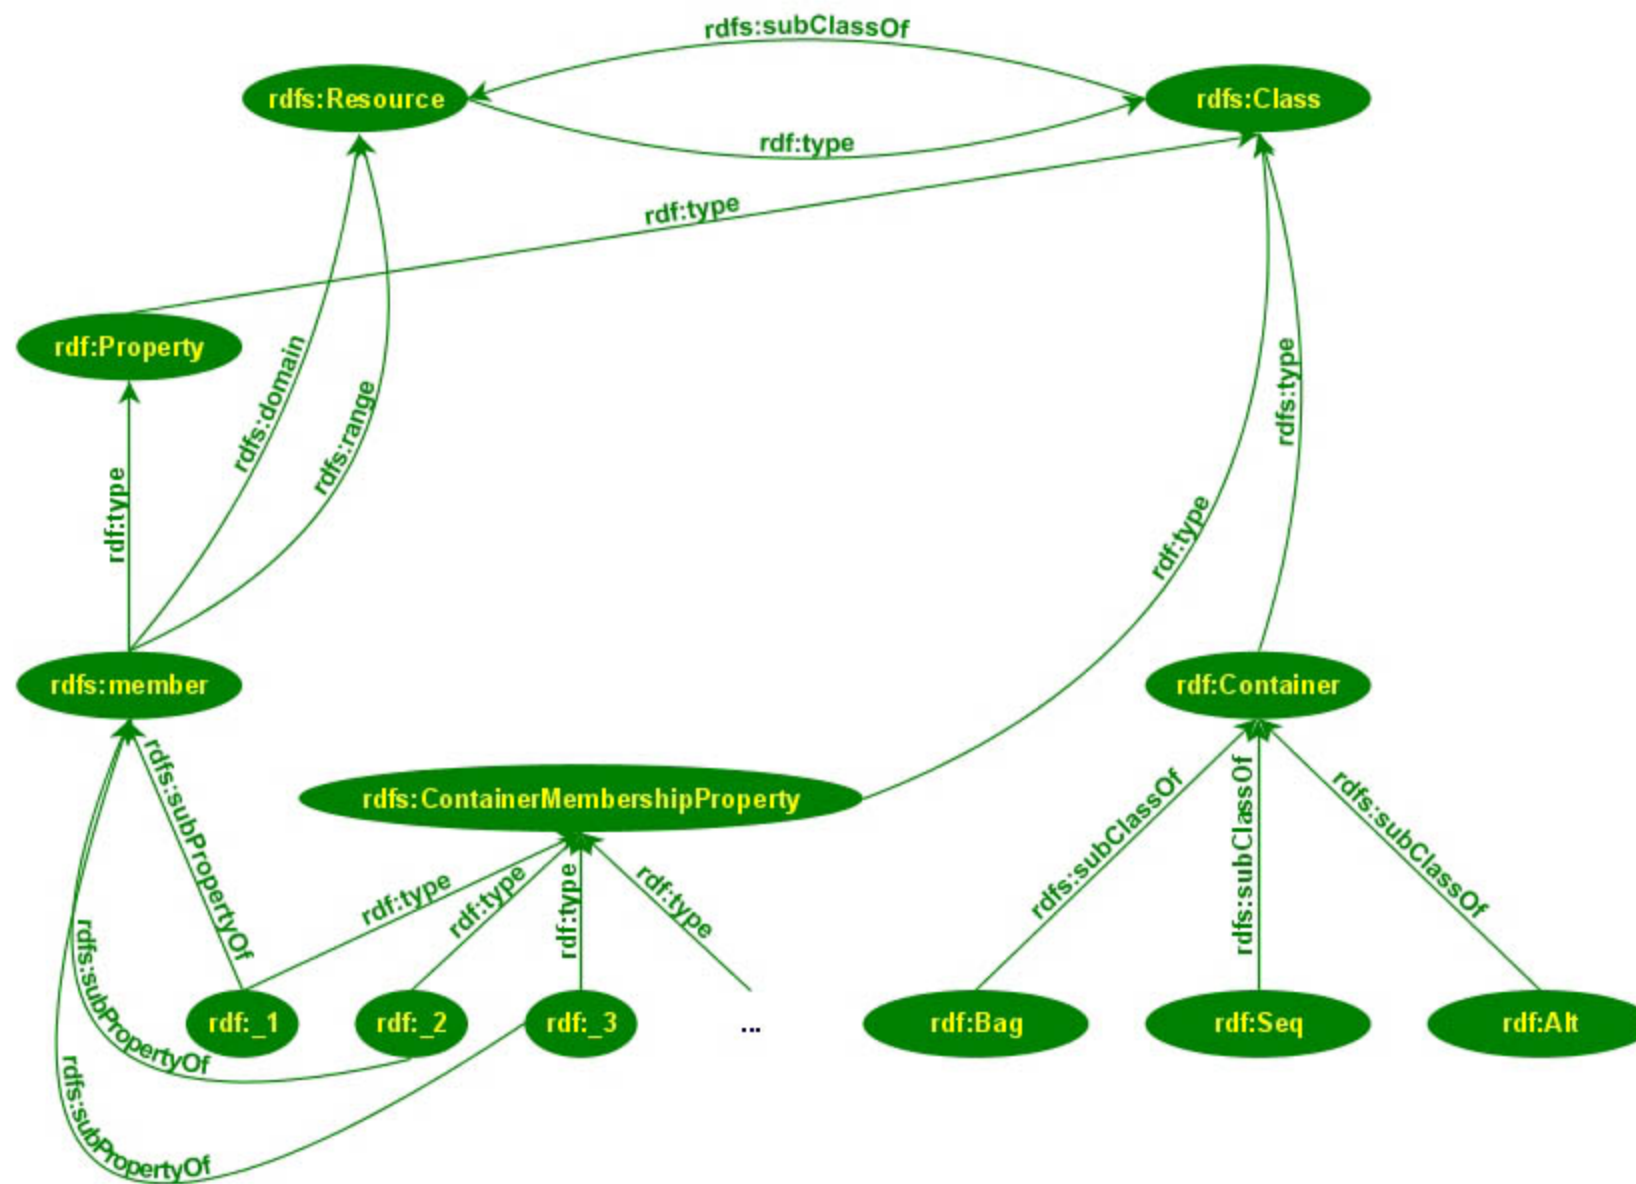 rdfs:subClassOf
rdfs:Resource
rdfs:Class
rdf:type
rdf:type
rdf:Property
rdfs:domain
rdfs:range
rdfs:type
rdf:type
rdf:type
rdfs:member
rdf:Container
rdfs:subPropertyOf
rdfs:ContainerMembershipProperty
rdfs:subClassOf
rdfs:subClassOf
rdfs:subClassOf
rdf:type
rdf:type
rdf:type
rdf:type
rdfs:subPropertyOf
rdf:_1
rdf:_2
rdf:_3
...
rdf:Bag
rdf:Seq
rdf:Alt
rdfs:subPropertyOf